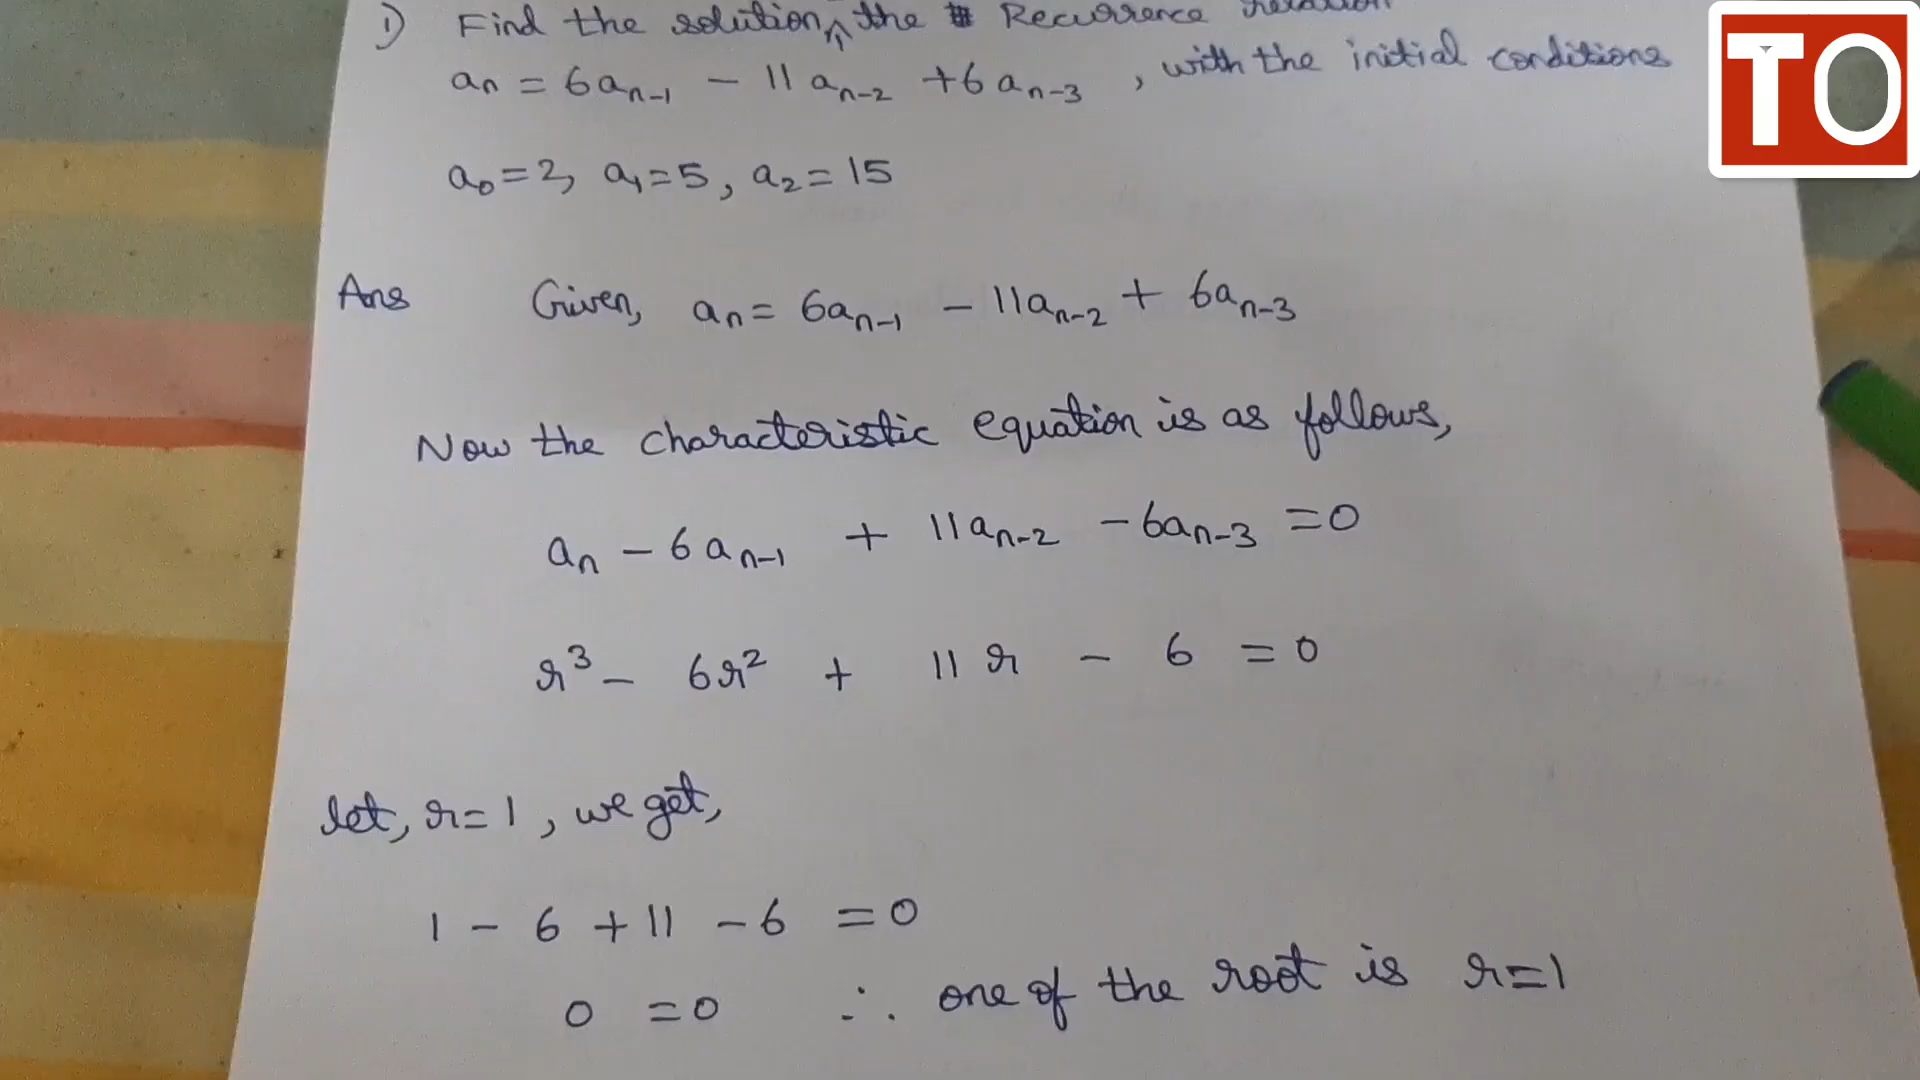 1) Find the solution ^ the Recurrence relation
aₙ = 6aₙ₋₁ − 11aₙ₋₂ + 6aₙ₋₃ , with the initial conditions
a₀ = 2, a₁ = 5, a₂ = 15
Ans Given, aₙ = 6aₙ₋₁ − 11aₙ₋₂ + 6aₙ₋₃
Now the characteristic equation is as follows,
aₙ − 6aₙ₋₁ + 11aₙ₋₂ − 6aₙ₋₃ = 0
r³ − 6r² + 11r − 6 = 0
let, r = 1, we get,
1 − 6 + 11 − 6 = 0
0 = 0 ∴ one of the root is r = 1
TO